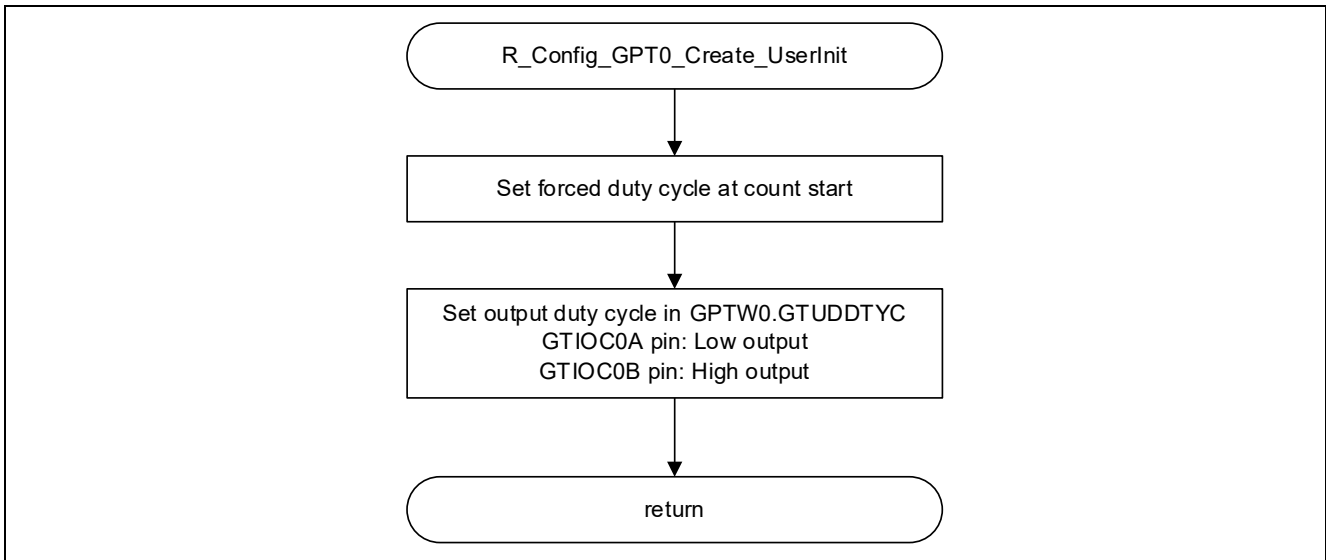 R_Config_GPT0_Create_UserInit
Set forced duty cycle at count start
Set output duty cycle in GPTW0.GTUDDTYC
GTIOC0A pin: Low output
GTIOC0B pin: High output
return